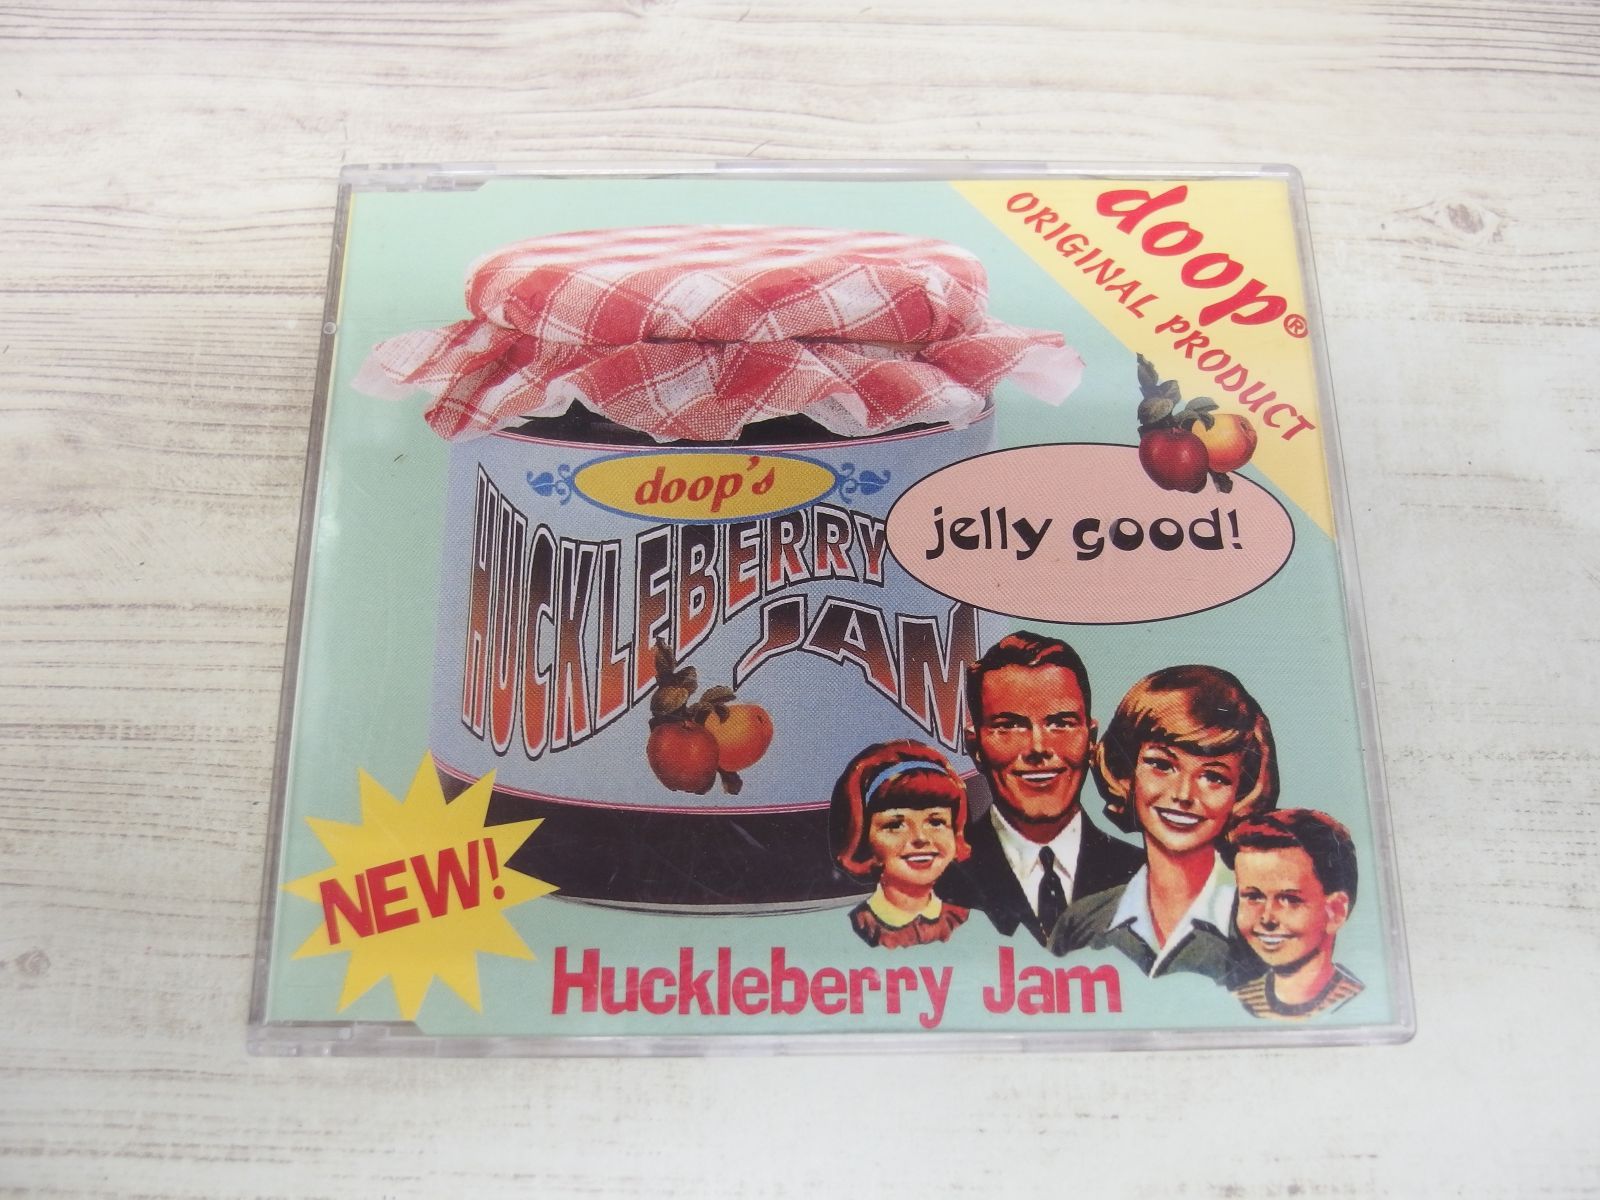 doop®
ORIGINAL PRODUCT
doop's
HUCKLEBERRY
JAM
jelly good!
NEW!
Huckleberry Jam